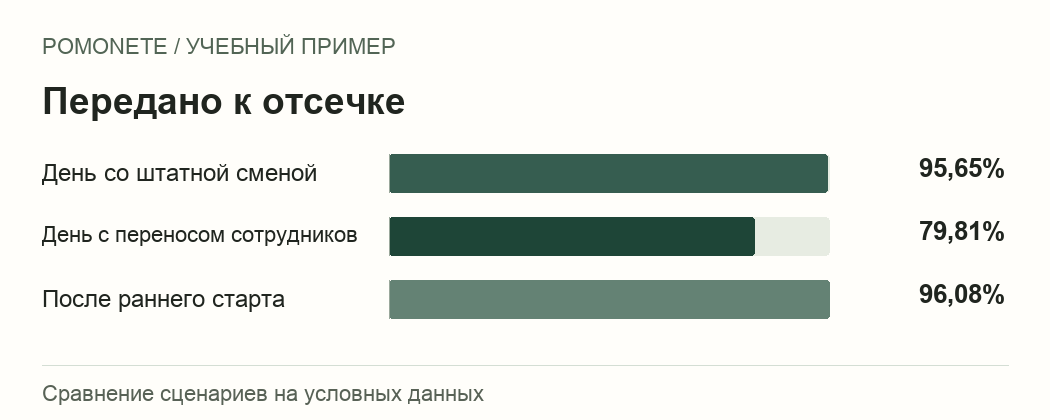 POMONETE / УЧЕБНЫЙ ПРИМЕР
Передано к отсечке
День со штатной сменой 95,65%
День с переносом сотрудников 79,81%
После раннего старта 96,08%
Сравнение сценариев на условных данных